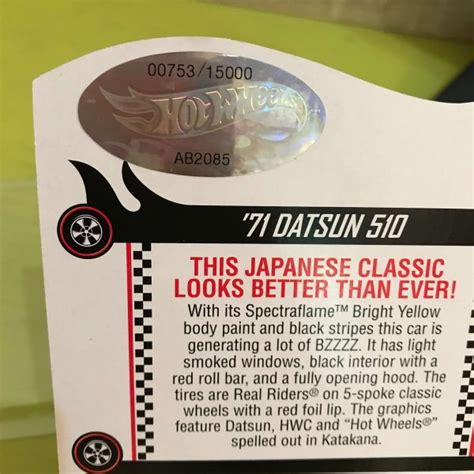 00753/15000
HOT WHEELS
AB2085
'71 DATSUN 510
THIS JAPANESE CLASSIC
LOOKS BETTER THAN EVER!
With its Spectraflame™ Bright Yellow
body paint and black stripes this car is
generating a lot of BZZZZ. It has light
smoked windows, black interior with a
red roll bar, and a fully opening hood. The
tires are Real Riders® on 5-spoke classic
wheels with a red foil lip. The graphics
feature Datsun, HWC and “Hot Wheels®”
spelled out in Katakana.